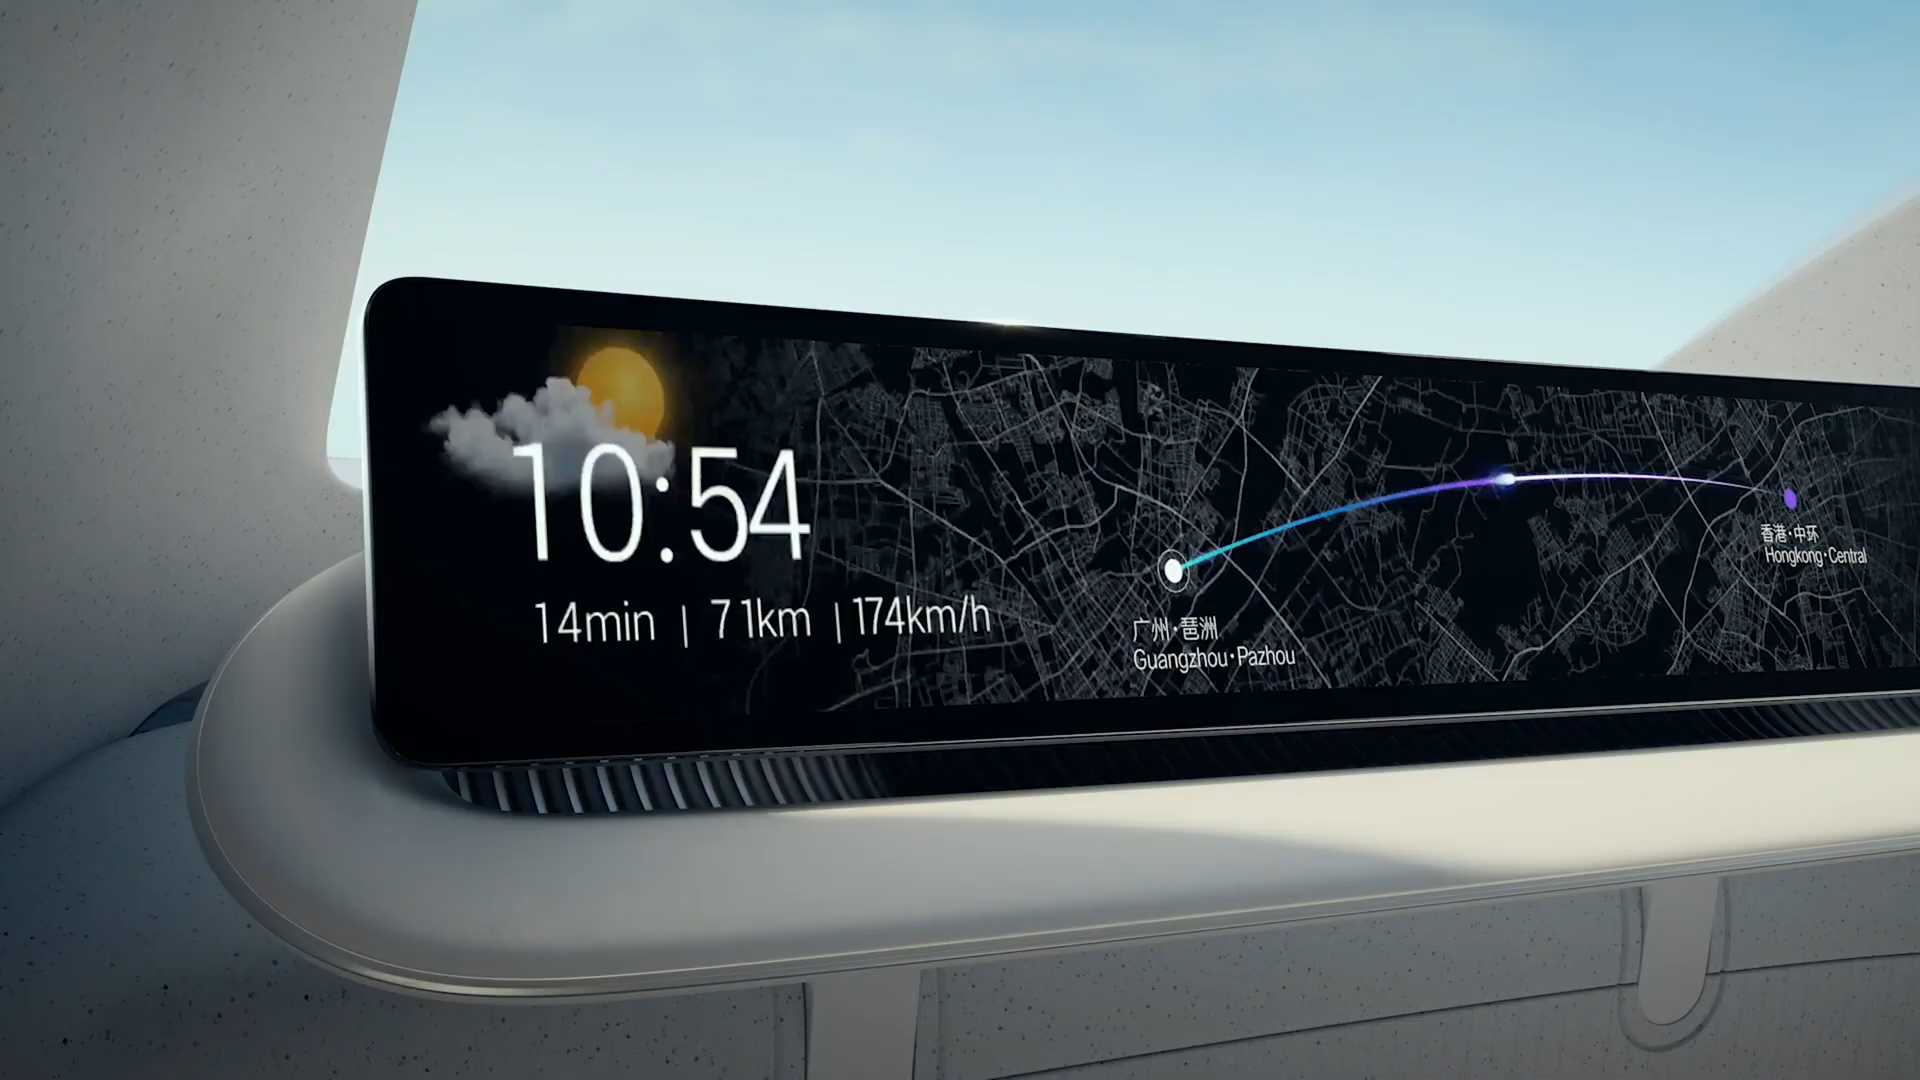 10:54
14min | 71km | 174km/h
广州·琶洲
Guangzhou·Pazhou
香港·中环
Hongkong·Central